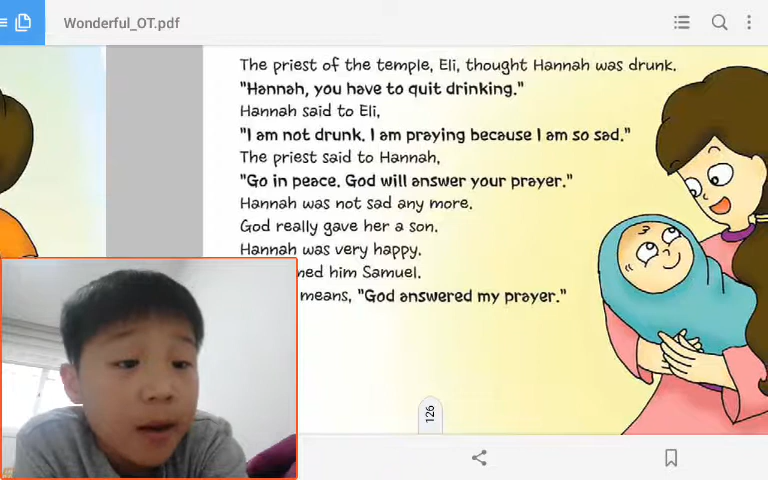 Wonderful_OT.pdf
The priest of the temple, Eli, thought Hannah was drunk.
"Hannah, you have to quit drinking."
Hannah said to Eli,
"I am not drunk. I am praying because I am so sad."
The priest said to Hannah,
"Go in peace. God will answer your prayer."
Hannah was not sad any more.
God really gave her a son.
Hannah was very happy.
ned him Samuel.
means, "God answered my prayer."
126